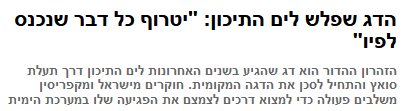 הדג שפלש לים התיכון: "יטרוף כל דבר שנכנס
לפיו"
הזהרון ההדור הוא דג שהגיע בשנים האחרונות לים התיכון דרך תעלת
סואץ והתחיל לסכן את הדגה המקומית. חוקרים מישראל ומקפריסין
משלבים פעולה כדי למצוא דרכים לצמצם את הפגיעה שלו במערכת הימית